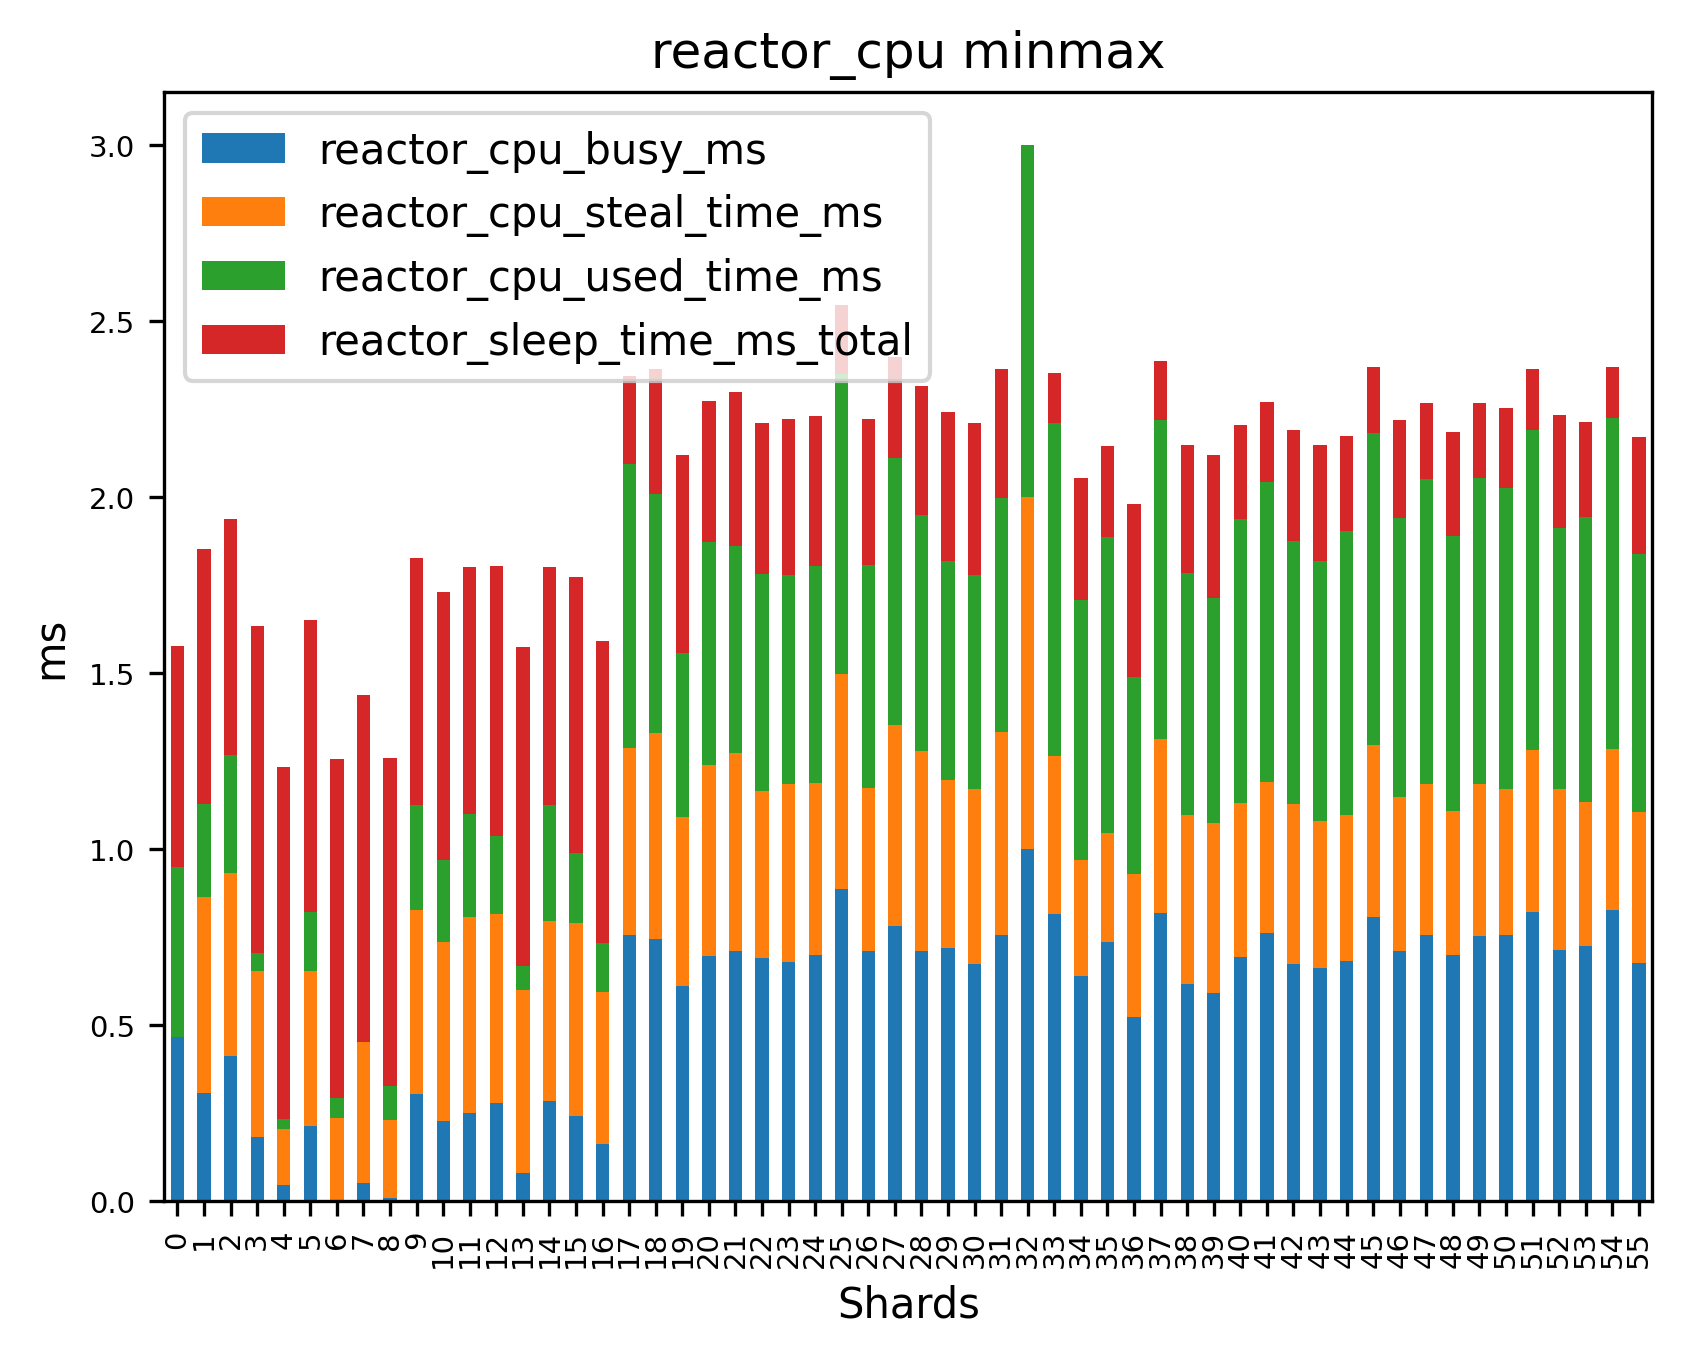 reactor_cpu minmax
reactor_cpu_busy_ms
reactor_cpu_steal_time_ms
reactor_cpu_used_time_ms
reactor_sleep_time_ms_total
3.0
2.5
2.0
1.5
1.0
0.5
0.0
ms
0 1 2 3 4 5 6 7 8 9 10 11 12 13 14 15 16 17 18 19 20 21 22 23 24 25 26 27 28 29 30 31 32 33 34 35 36 37 38 39 40 41 42 43 44 45 46 47 48 49 50 51 52 53 54 55
Shards